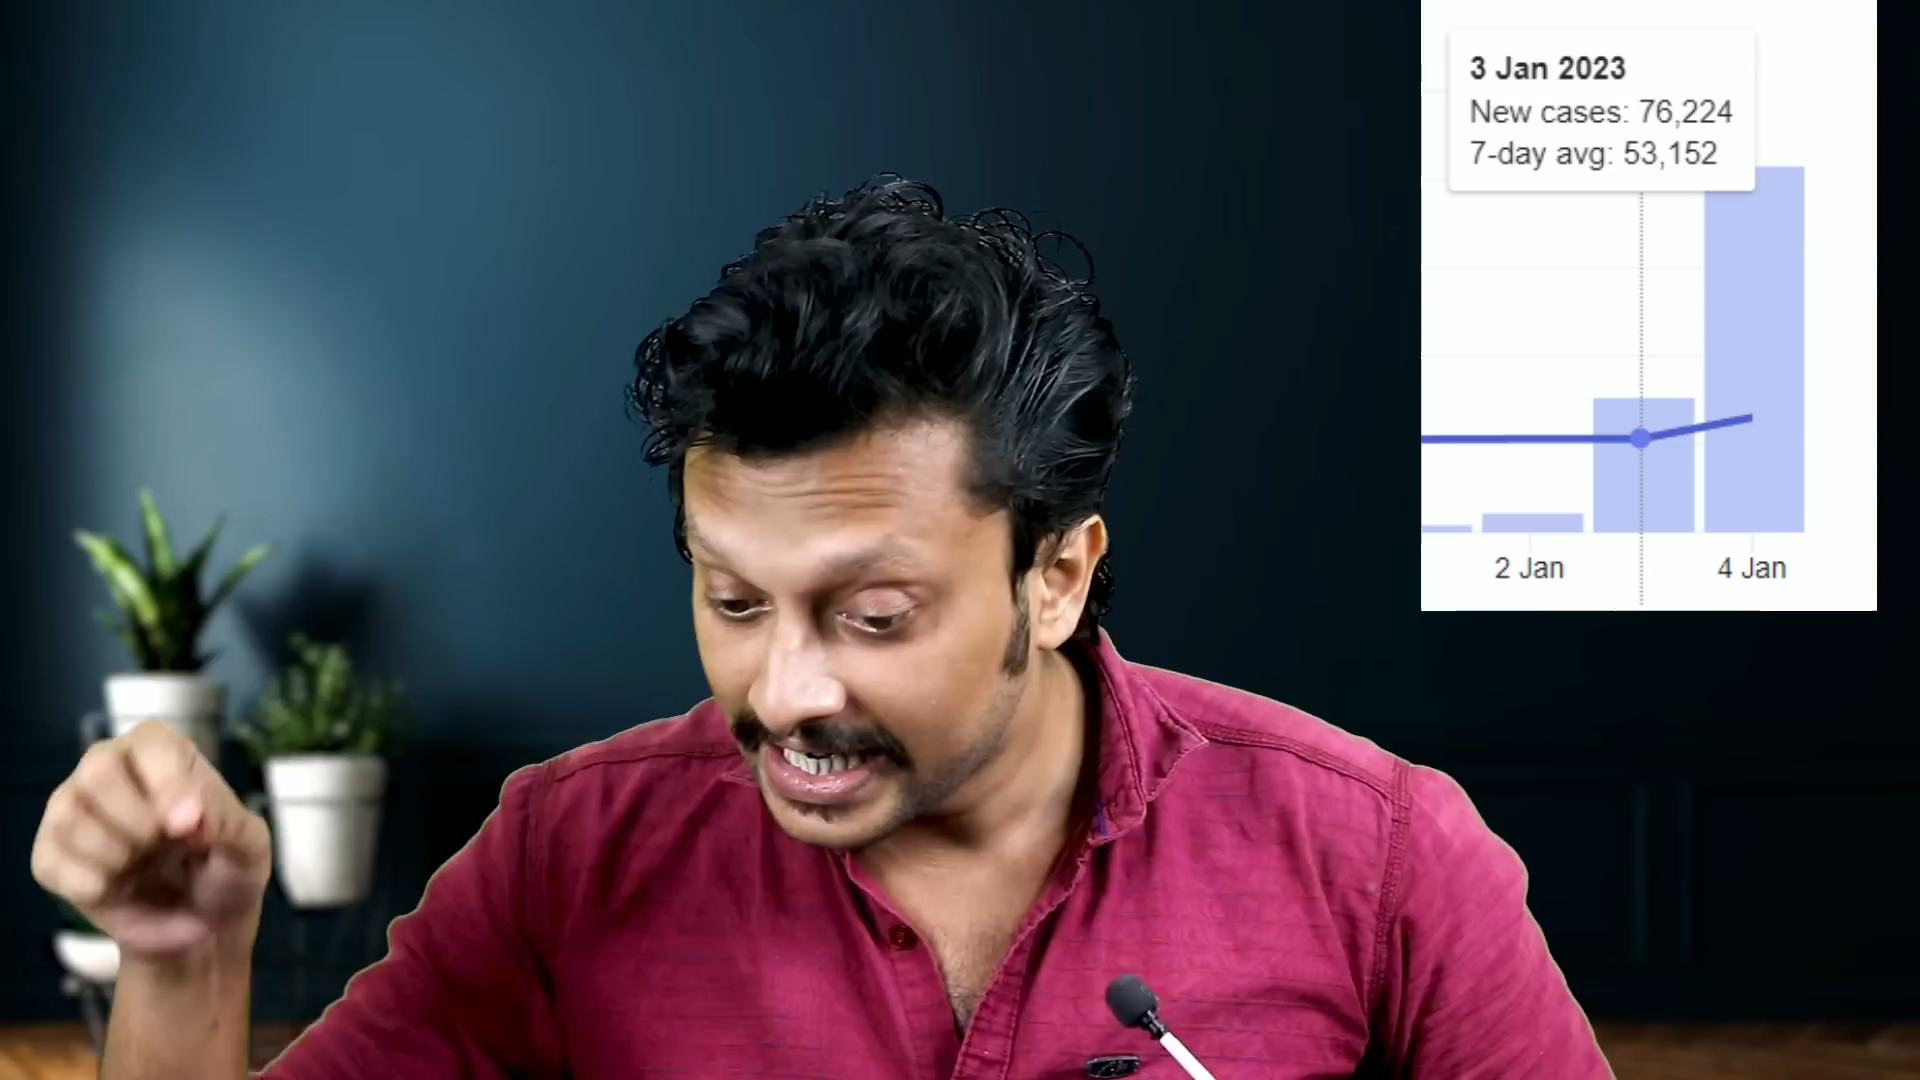 3 Jan 2023
New cases: 76,224
7-day avg: 53,152
2 Jan
4 Jan